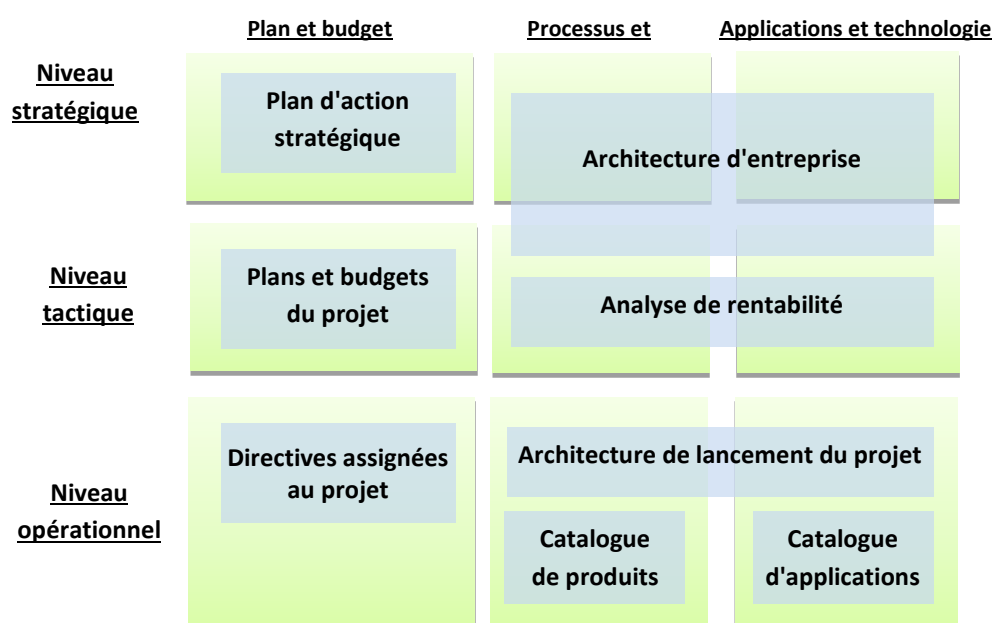 Plan et budget
Processus et
Applications et technologie
Niveau
stratégique
Plan d'action
stratégique
Architecture d'entreprise
Niveau
tactique
Plans et budgets
du projet
Analyse de rentabilité
Niveau
opérationnel
Directives assignées
au projet
Architecture de lancement du projet
Catalogue
de produits
Catalogue
d'applications